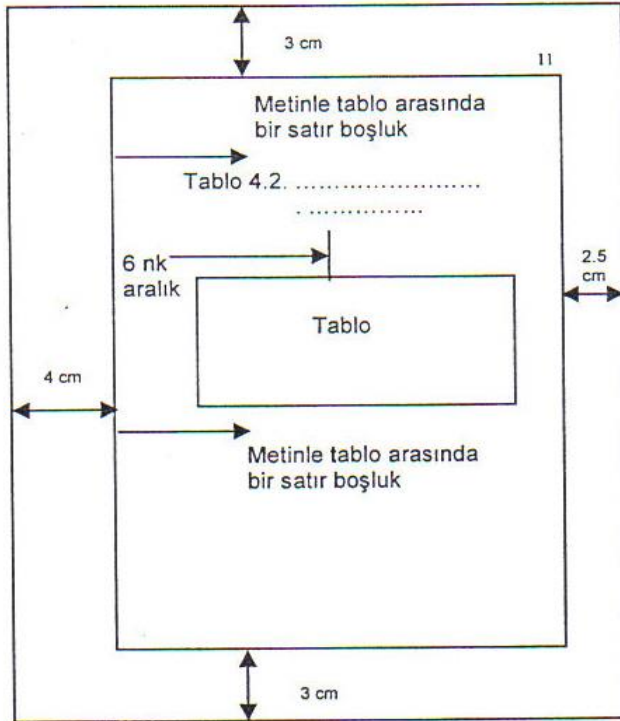 3 cm
11
Metinle tablo arasında
bir satır boşluk
Tablo 4.2. ............................
. ................
6 nk
aralık
2.5
cm
Tablo
4 cm
Metinle tablo arasında
bir satır boşluk
3 cm